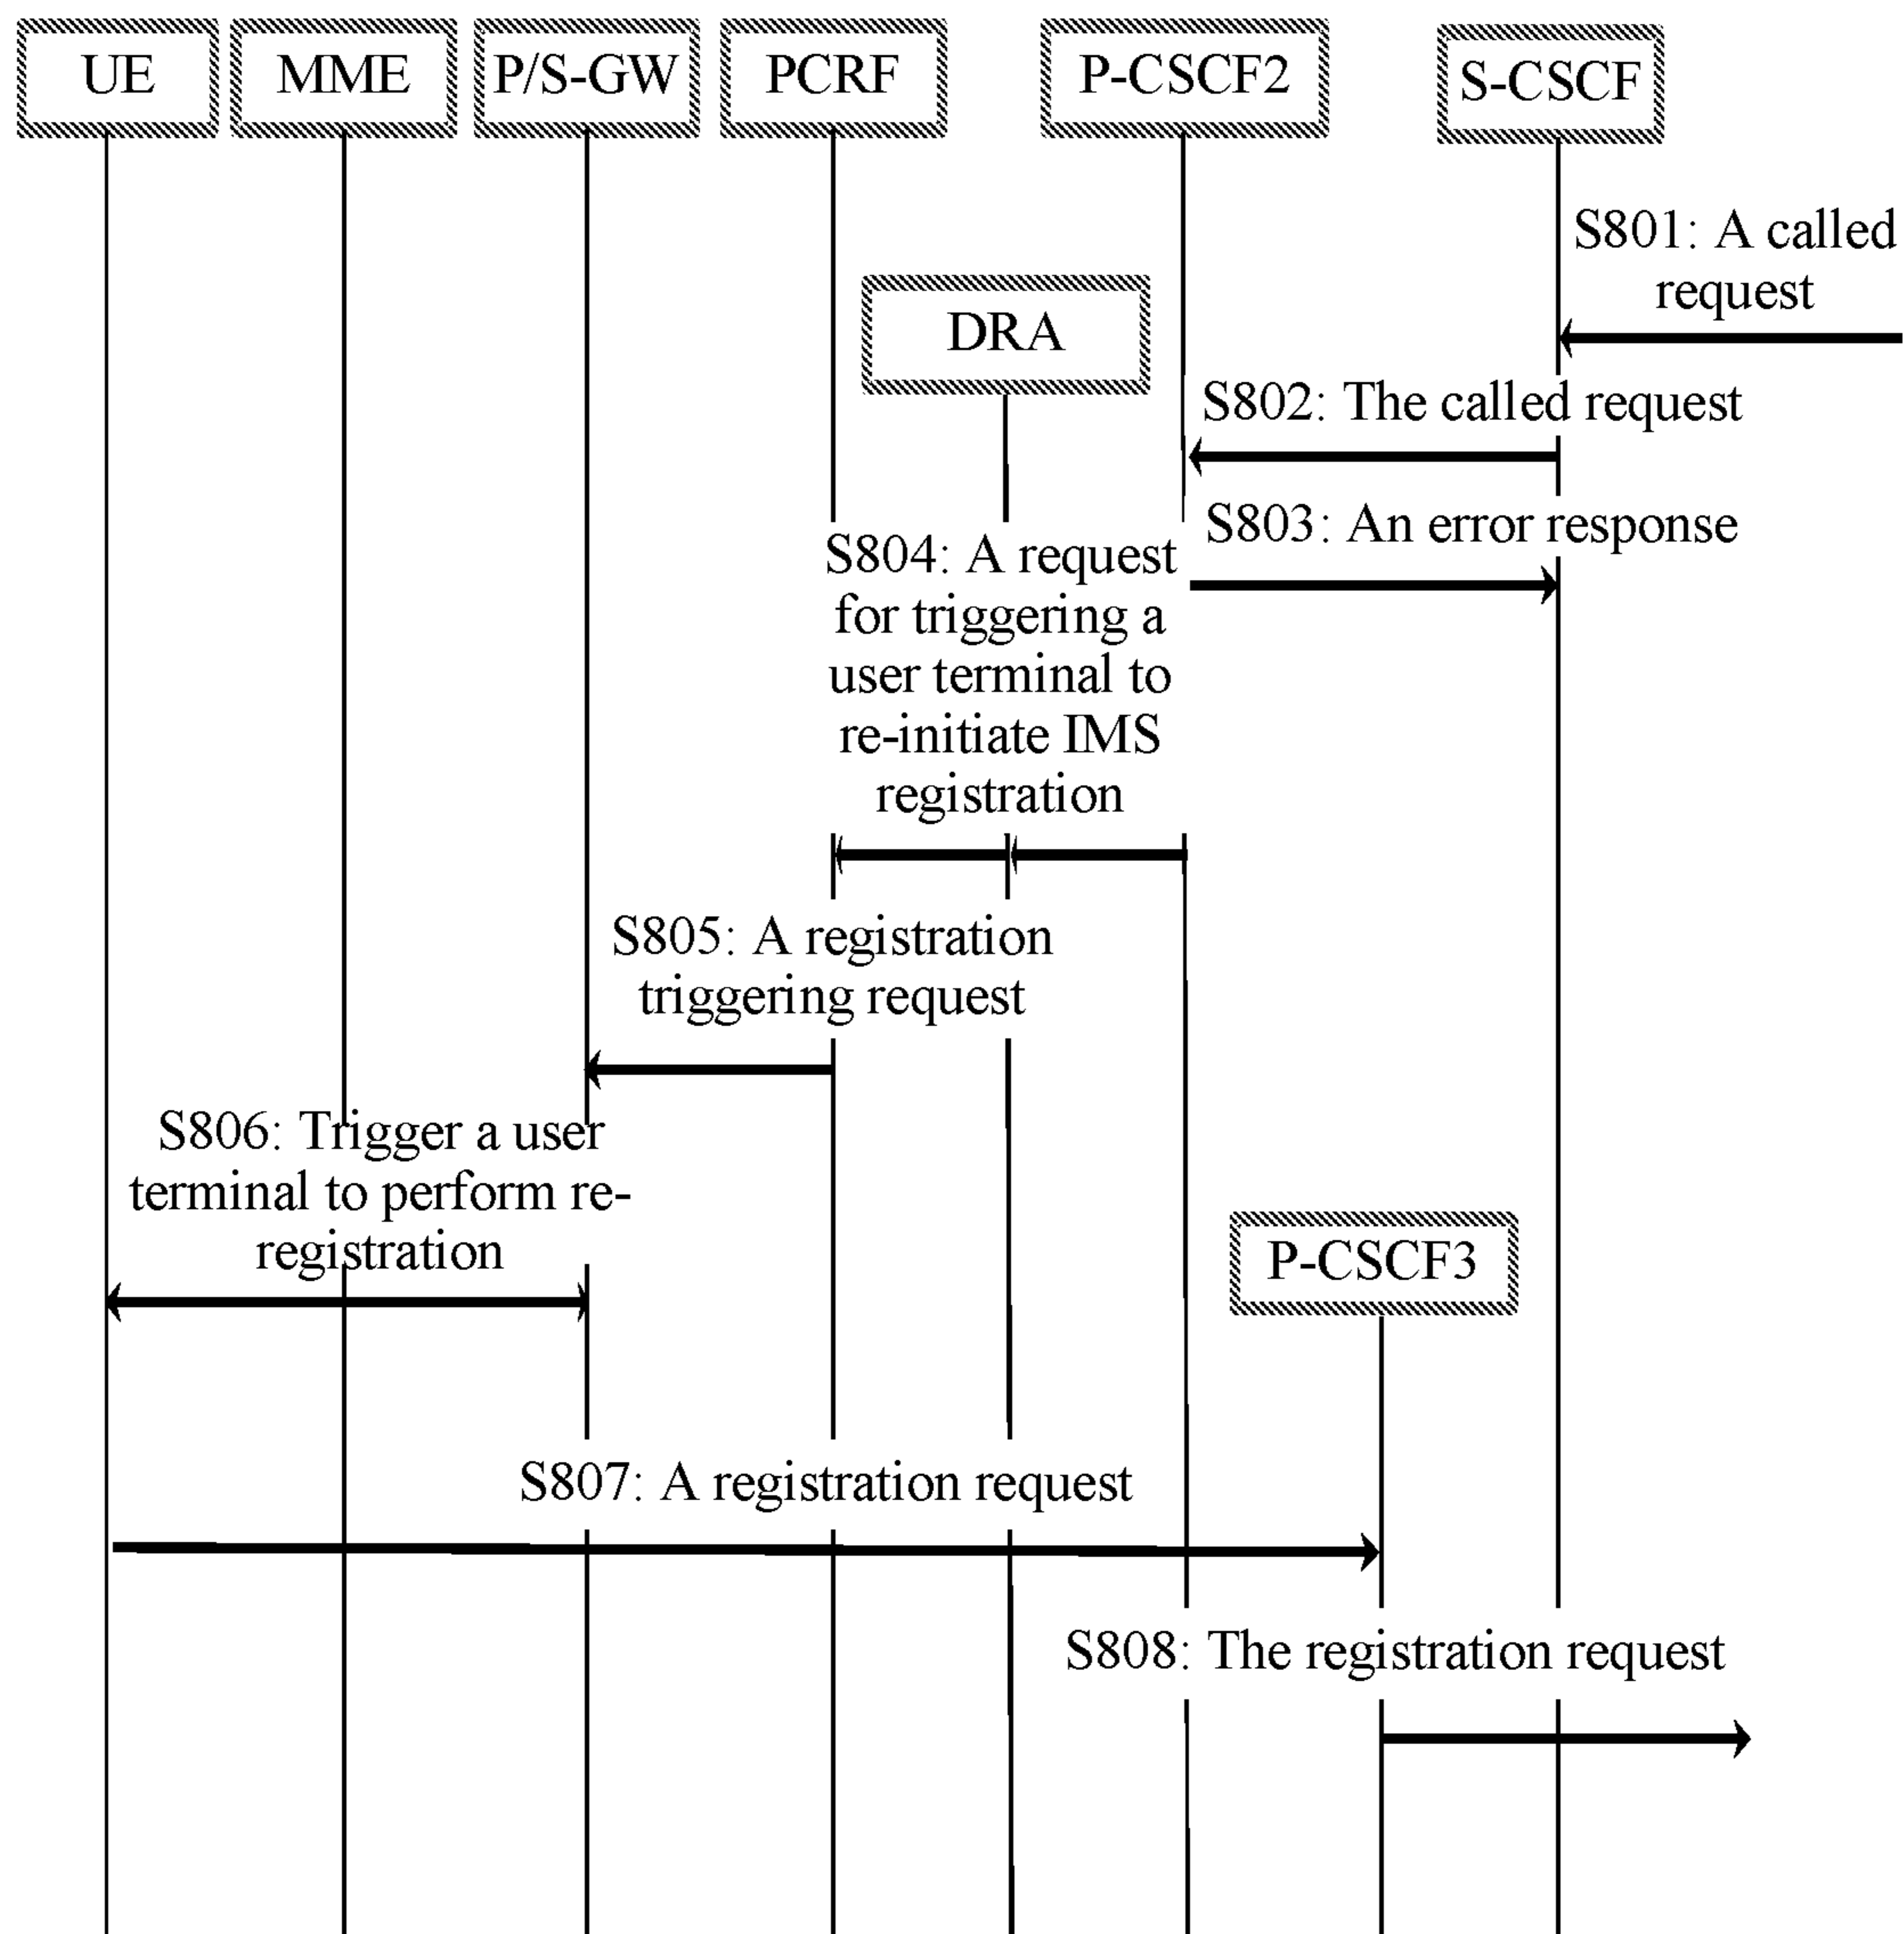 UE
MME
P/S-GW
PCRF
P-CSCF2
S-CSCF
S801: A called
request
DRA
S802: The called request
S803: An error response
S804: A request
for triggering a
user terminal to
re-initiate IMS
registration
S805: A registration
triggering request
S806: Trigger a user
terminal to perform re-
registration
P-CSCF3
S807: A registration request
S808: The registration request